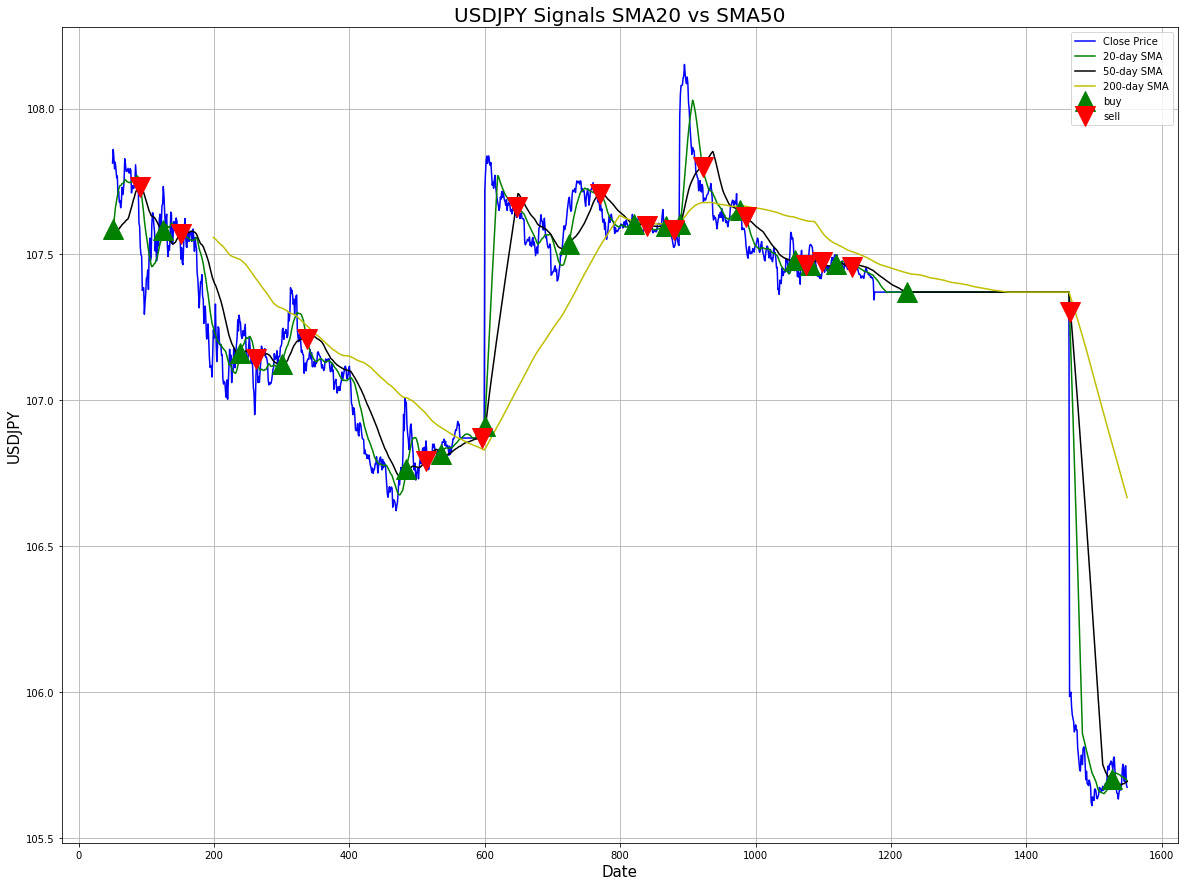 USDJPY Signals SMA20 vs SMA50
Close Price
20-day SMA
50-day SMA
200-day SMA
buy
sell
108.0
107.5
107.0
106.5
106.0
105.5
USDJPY
0 200 400 600 800 1000 1200 1400 1600
Date